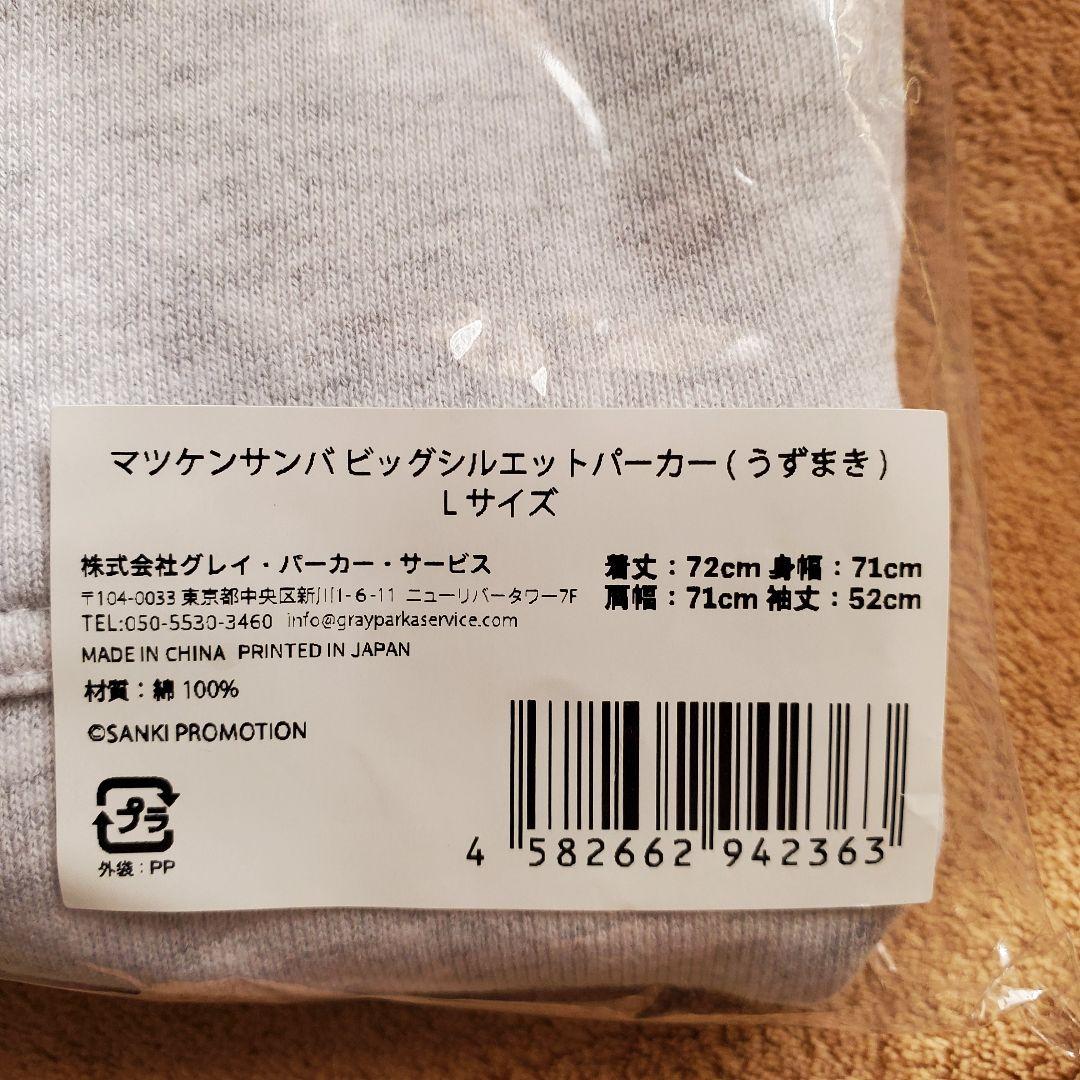 マツケンサンバ ビッグシルエットパーカー ( うずまき )
L サイズ
株式会社グレイ・パーカー・サービス
〒104-0033 東京都中央区新川1-6-11 ニューリバータワー7F
TEL:050-5530-3460 info@grayparkaservice.com
MADE IN CHINA PRINTED IN JAPAN
材質：綿 100%
©SANKI PROMOTION
着丈：72cm 身幅：71cm
肩幅：71cm 袖丈：52cm
プラ
外袋：PP
4 582662 942363